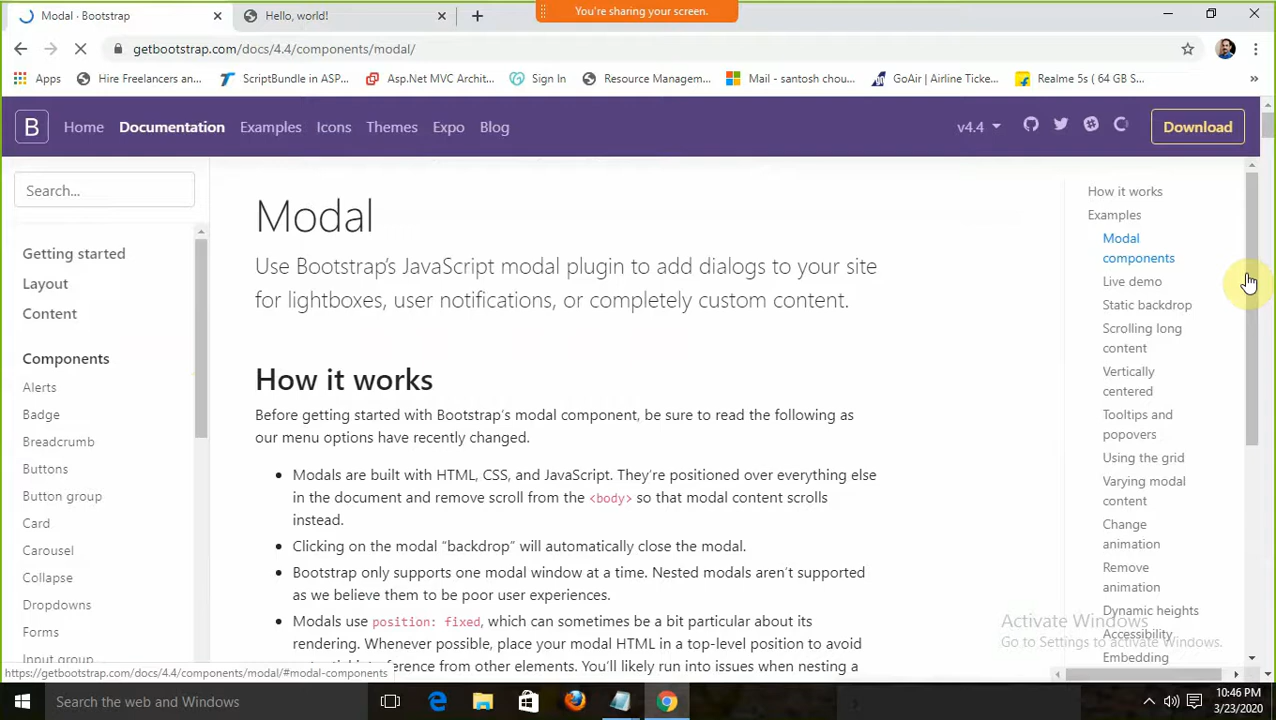 Modal · Bootstrap
Hello, world!
You're sharing your screen.
getbootstrap.com/docs/4.4/components/modal/
Apps
Hire Freelancers an...
ScriptBundle in ASP...
Asp.Net MVC Archit...
Sign In
Resource Managem...
Mail - santosh chou...
GoAir | Airline Ticke...
Realme 5s ( 64 GB S...
»
B
Home
Documentation
Examples
Icons
Themes
Expo
Blog
v4.4
Download
Search...
Getting started
Layout
Content
Components
Alerts
Badge
Breadcrumb
Buttons
Button group
Card
Carousel
Collapse
Dropdowns
Forms
Input group
Modal
Use Bootstrap's JavaScript modal plugin to add dialogs to your site
for lightboxes, user notifications, or completely custom content.
How it works
Before getting started with Bootstrap's modal component, be sure to read the following as
our menu options have recently changed.
• Modals are built with HTML, CSS, and JavaScript. They're positioned over everything else
in the document and remove scroll from the <body> so that modal content scrolls
instead.
• Clicking on the modal "backdrop" will automatically close the modal.
• Bootstrap only supports one modal window at a time. Nested modals aren't supported
as we believe them to be poor user experiences.
• Modals use position: fixed, which can sometimes be a bit particular about its
rendering. Whenever possible, place your modal HTML in a top-level position to avoid
potential interference from other elements. You'll likely run into issues when nesting a
How it works
Examples
Modal
components
Live demo
Static backdrop
Scrolling long
content
Vertically
centered
Tooltips and
popovers
Using the grid
Varying modal
content
Change
animation
Remove
animation
Dynamic heights
Accessibility
Embedding
Activate Windows
Go to Settings to activate Windows.
https://getbootstrap.com/docs/4.4/components/modal/#modal-components
Search the web and Windows
10:46 PM
3/23/2020